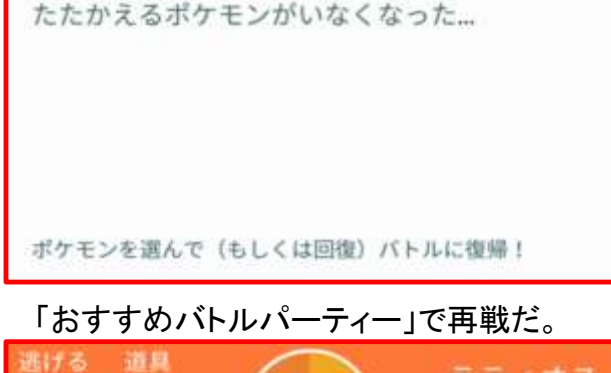 たたかえるポケモンがいなくなった...
ポケモンを選んで（もしくは回復）バトルに復帰！
「おすすめバトルパーティー」で再戦だ。
逃げる 道具